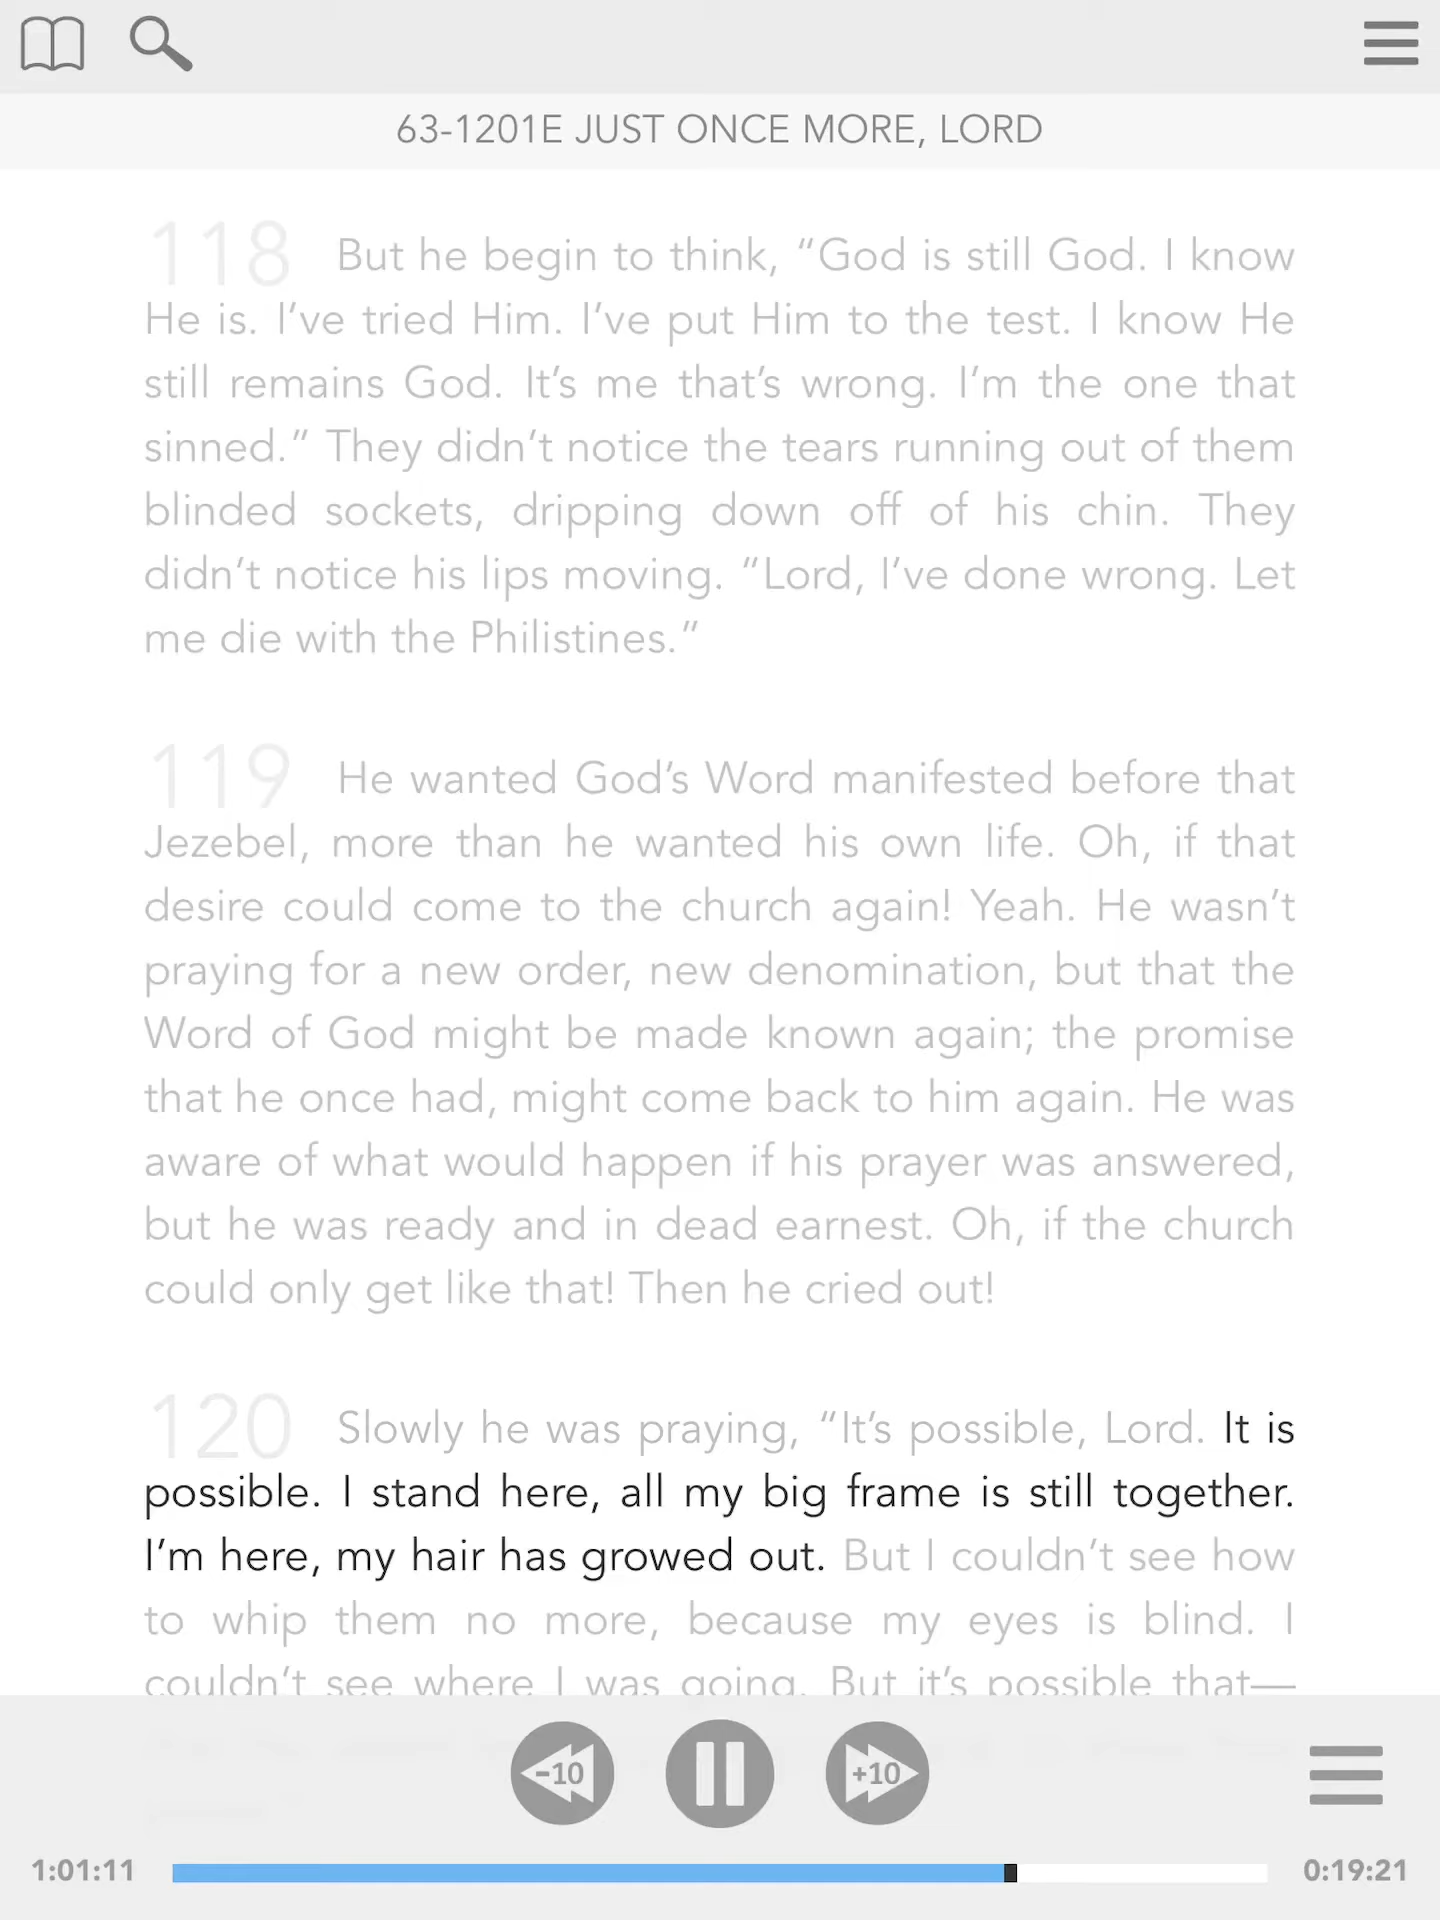 63-1201E JUST ONCE MORE, LORD
118 But he begin to think, “God is still God. I know
He is. I’ve tried Him. I’ve put Him to the test. I know He
still remains God. It’s me that’s wrong. I’m the one that
sinned.” They didn’t notice the tears running out of them
blinded sockets, dripping down off of his chin. They
didn’t notice his lips moving. “Lord, I’ve done wrong. Let
me die with the Philistines.”
119 He wanted God’s Word manifested before that
Jezebel, more than he wanted his own life. Oh, if that
desire could come to the church again! Yeah. He wasn’t
praying for a new order, new denomination, but that the
Word of God might be made known again; the promise
that he once had, might come back to him again. He was
aware of what would happen if his prayer was answered,
but he was ready and in dead earnest. Oh, if the church
could only get like that! Then he cried out!
120 Slowly he was praying, “It’s possible, Lord. It is
possible. I stand here, all my big frame is still together.
I’m here, my hair has growed out. But I couldn’t see how
to whip them no more, because my eyes is blind. I
couldn’t see where I was going. But it’s possible that—
-10 +10
1:01:11 0:19:21